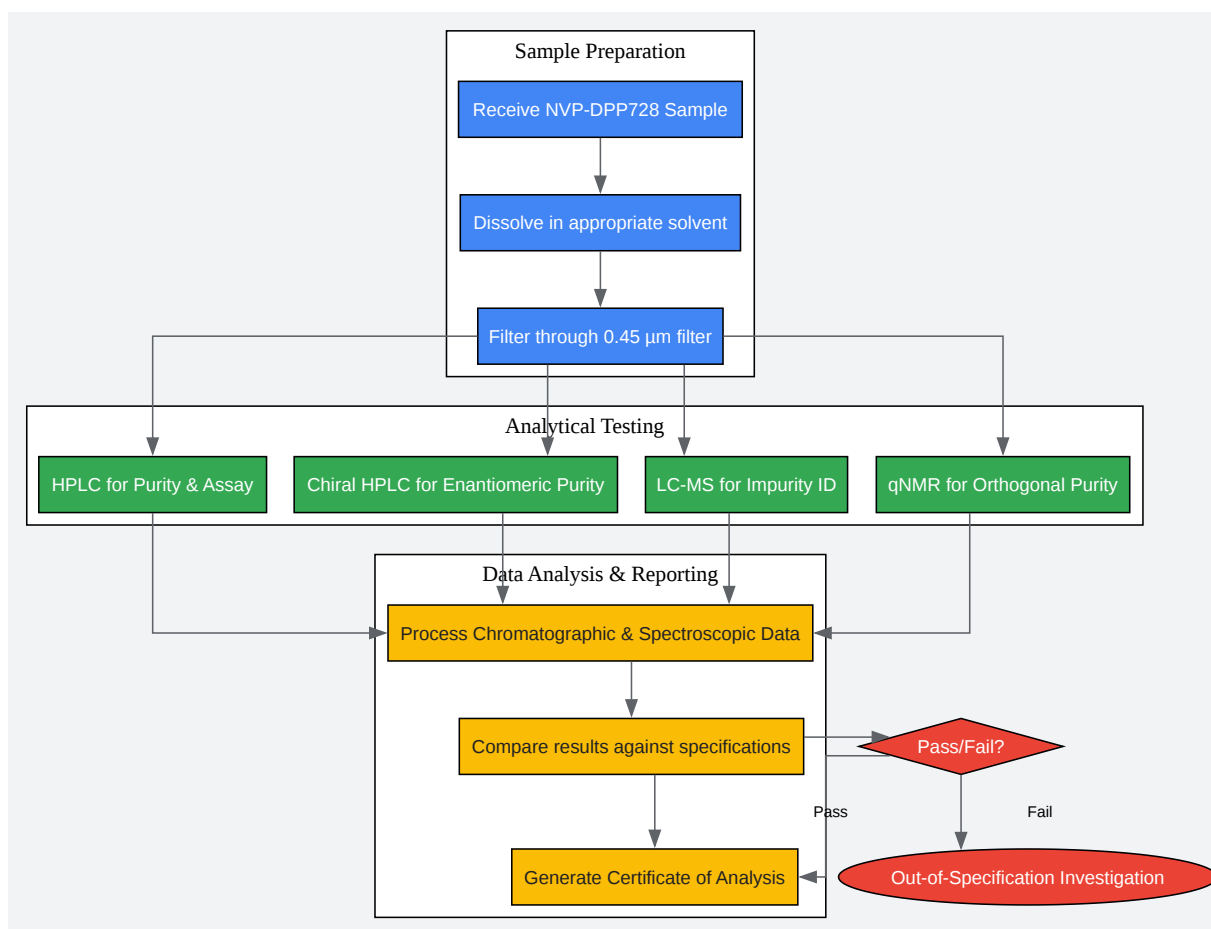 Sample Preparation
Receive NVP-DPP728 Sample
Dissolve in appropriate solvent
Filter through 0.45 µm filter
Analytical Testing
HPLC for Purity & Assay
Chiral HPLC for Enantiomeric Purity
LC-MS for Impurity ID
qNMR for Orthogonal Purity
Data Analysis & Reporting
Process Chromatographic & Spectroscopic Data
Compare results against specifications
Pass/Fail?
Pass
Fail
Generate Certificate of Analysis
Out-of-Specification Investigation